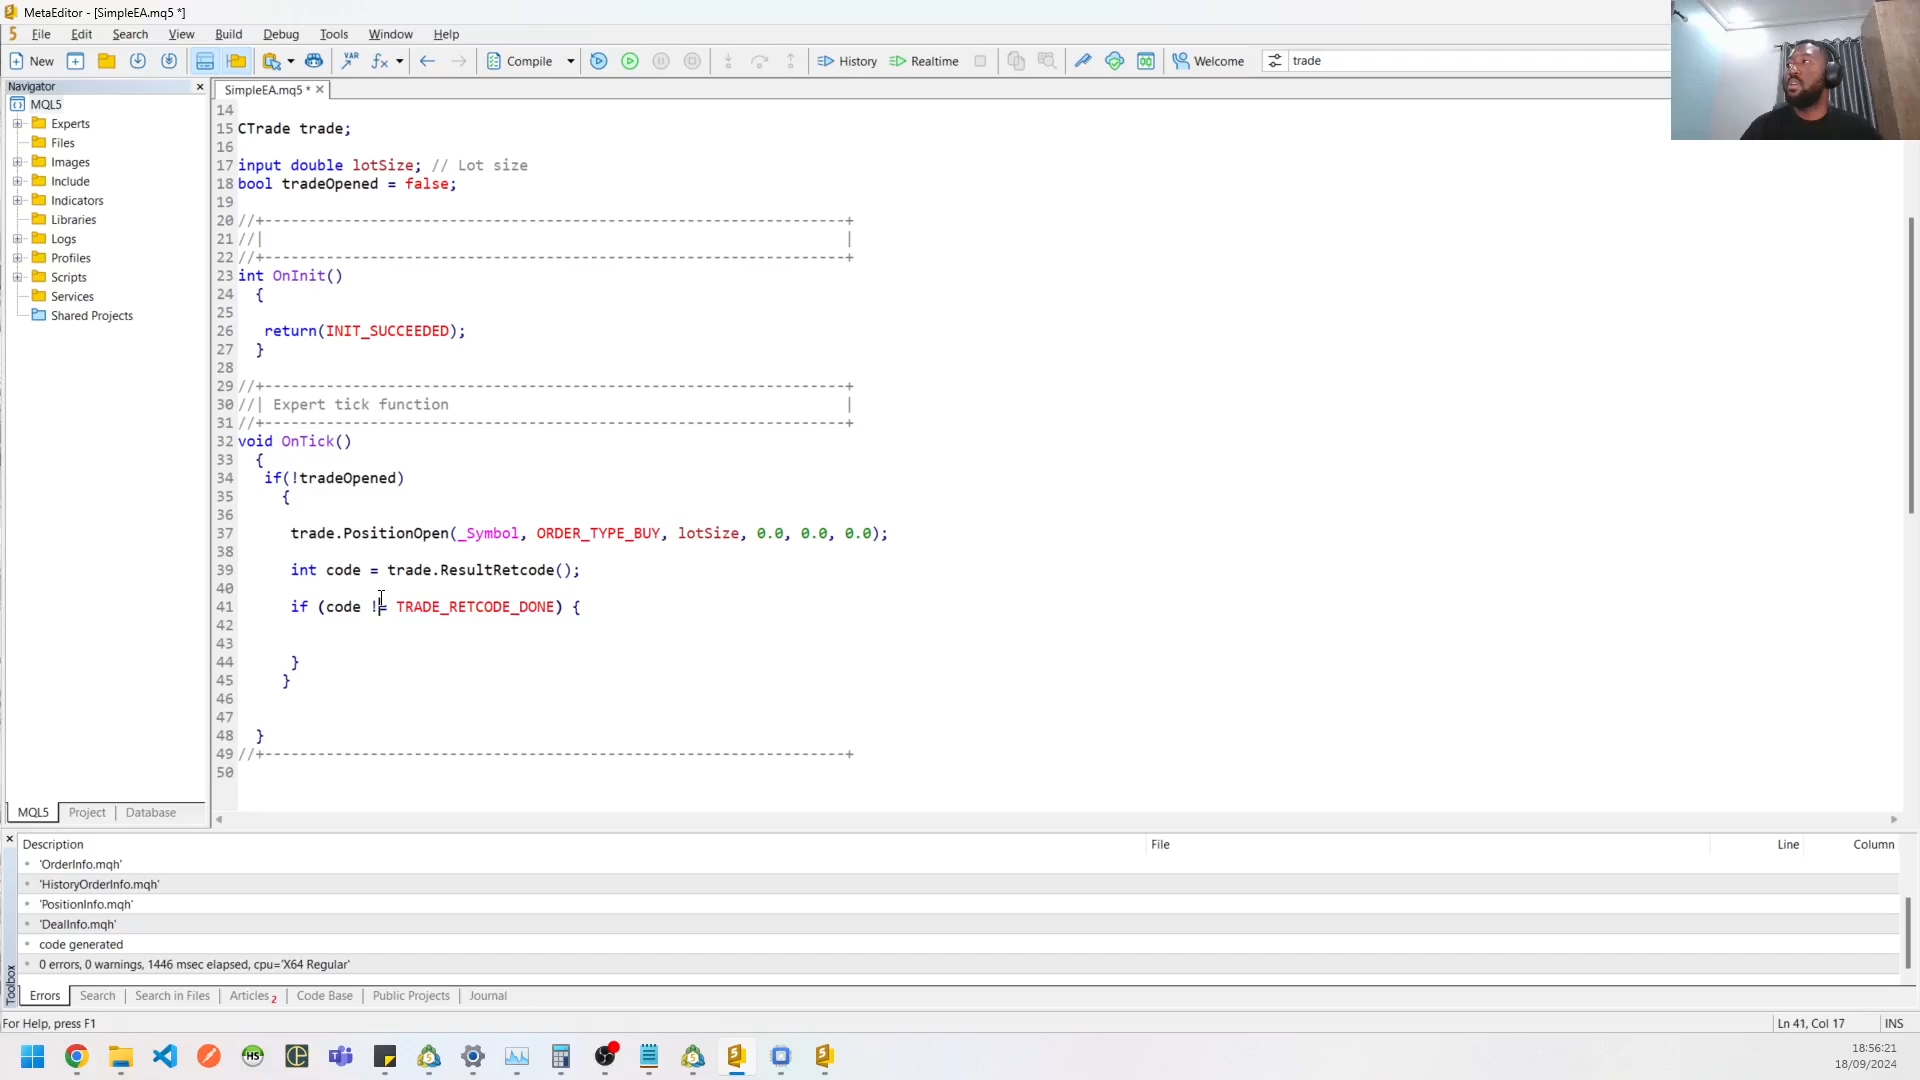 MetaEditor - [SimpleEA.mq5 *]
5 File Edit Search View Build Debug Tools Window Help
New Compile History Realtime Welcome trade
Navigator
SimpleEA.mq5 *
MQL5
Experts
Files
Images
Include
Indicators
Libraries
Logs
Profiles
Scripts
Services
Shared Projects
MQL5 Project Database
14
15 CTrade trade;
16
17 input double lotSize; // Lot size
18 bool tradeOpened = false;
19
20 //+------------------------------------------------------------------+
21 //| |
22 //+------------------------------------------------------------------+
23 int OnInit()
24 {
25
26 return(INIT_SUCCEEDED);
27 }
28
29 //+------------------------------------------------------------------+
30 //| Expert tick function |
31 //+------------------------------------------------------------------+
32 void OnTick()
33 {
34 if(!tradeOpened)
35 {
36
37 trade.PositionOpen(_Symbol, ORDER_TYPE_BUY, lotSize, 0.0, 0.0, 0.0);
38
39 int code = trade.ResultRetcode();
40
41 if (code != TRADE_RETCODE_DONE) {
42
43
44 }
45 }
46
47
48 }
49 //+------------------------------------------------------------------+
50
Toolbox
Description File Line Column
'OrderInfo.mqh'
'HistoryOrderInfo.mqh'
'PositionInfo.mqh'
'DealInfo.mqh'
code generated
0 errors, 0 warnings, 1446 msec elapsed, cpu='X64 Regular'
Errors Search Search in Files Articles 2 Code Base Public Projects Journal
For Help, press F1 Ln 41, Col 17 INS
18:56:21
18/09/2024